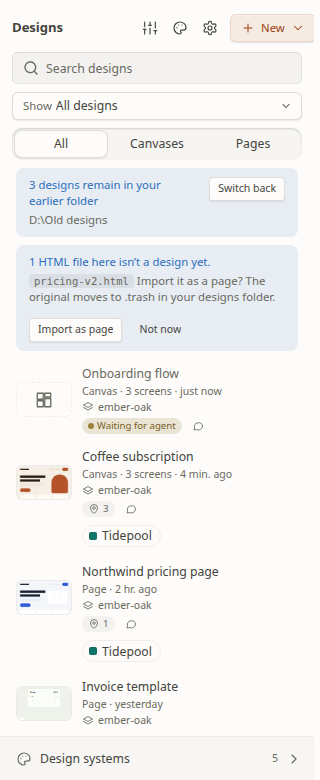 Designs
New
Search designs
Show All designs
All
Canvases
Pages
3 designs remain in your
earlier folder
Switch back
D:\Old designs
1 HTML file here isn't a design yet.
pricing-v2.html Import it as a page? The
original moves to .trash in your designs folder.
Import as page
Not now
Onboarding flow
Canvas · 3 screens · just now
ember-oak
Waiting for agent
Coffee subscription
Canvas · 3 screens · 4 min. ago
ember-oak
3
Tidepool
Northwind pricing page
Page · 2 hr. ago
ember-oak
1
Tidepool
Invoice template
Page · yesterday
ember-oak
Design systems
5